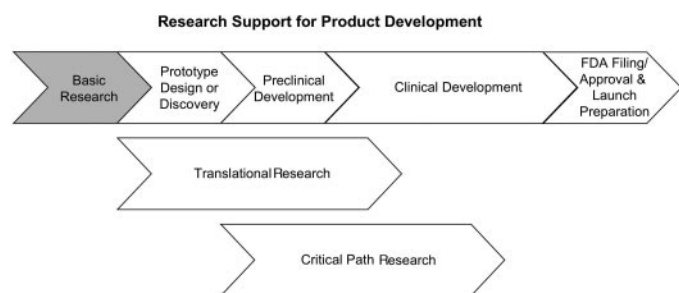 Research Support for Product Development
Basic
Research
Prototype
Design or
Discovery
Preclinical
Development
Clinical Development
FDA Filing/
Approval &
Launch
Preparation
Translational Research
Critical Path Research